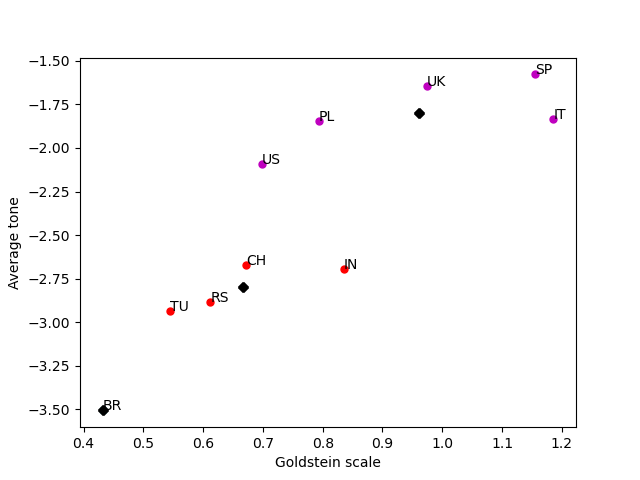 −1.50
−1.75
−2.00
−2.25
−2.50
−2.75
−3.00
−3.25
−3.50
Average tone
SP
UK
IT
PL
US
CH
IN
RS
TU
BR
0.4 0.5 0.6 0.7 0.8 0.9 1.0 1.1 1.2
Goldstein scale